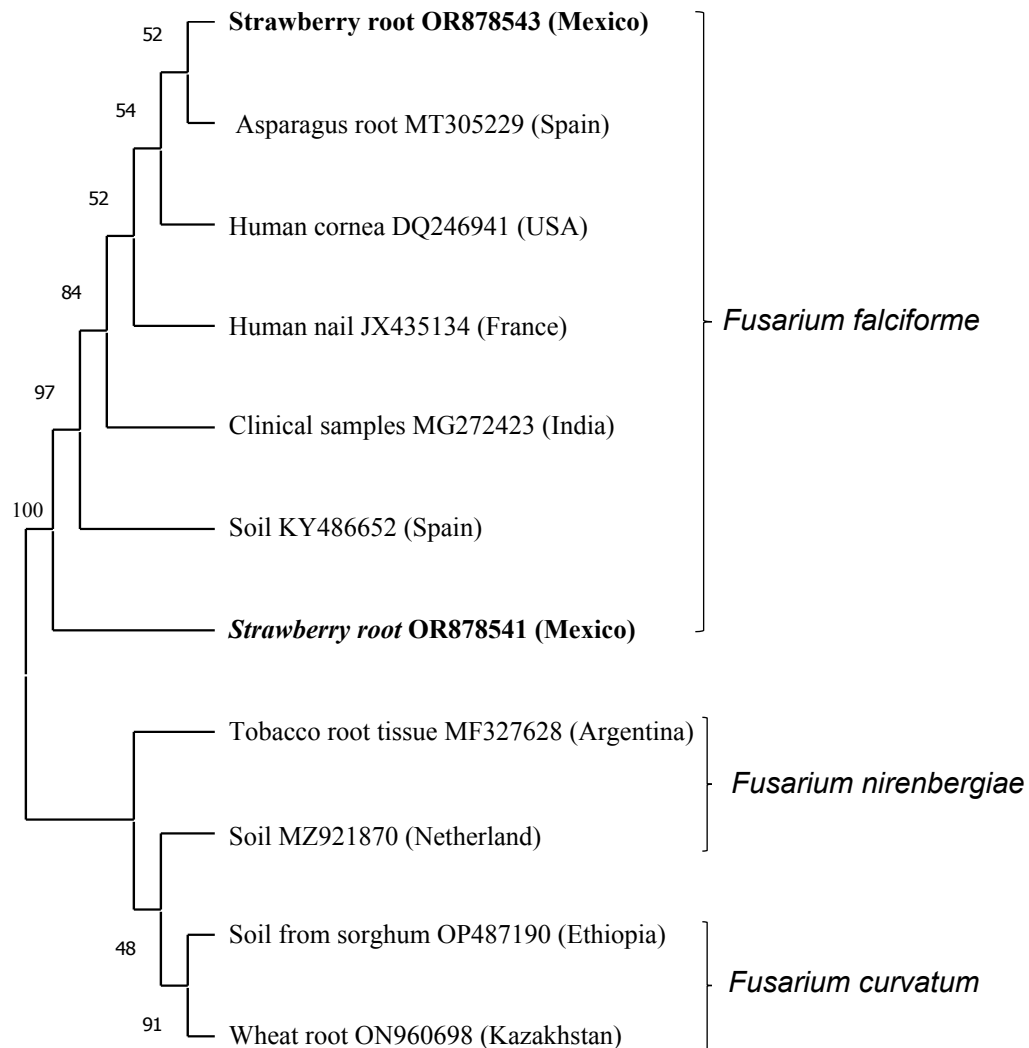 52
Strawberry root OR878543 (Mexico)
54
Asparagus root MT305229 (Spain)
52
Human cornea DQ246941 (USA)
84
Human nail JX435134 (France)
Fusarium falciforme
97
Clinical samples MG272423 (India)
100
Soil KY486652 (Spain)
Strawberry root OR878541 (Mexico)
Tobacco root tissue MF327628 (Argentina)
Fusarium nirenbergiae
Soil MZ921870 (Netherland)
48
Soil from sorghum OP487190 (Ethiopia)
Fusarium curvatum
91
Wheat root ON960698 (Kazakhstan)